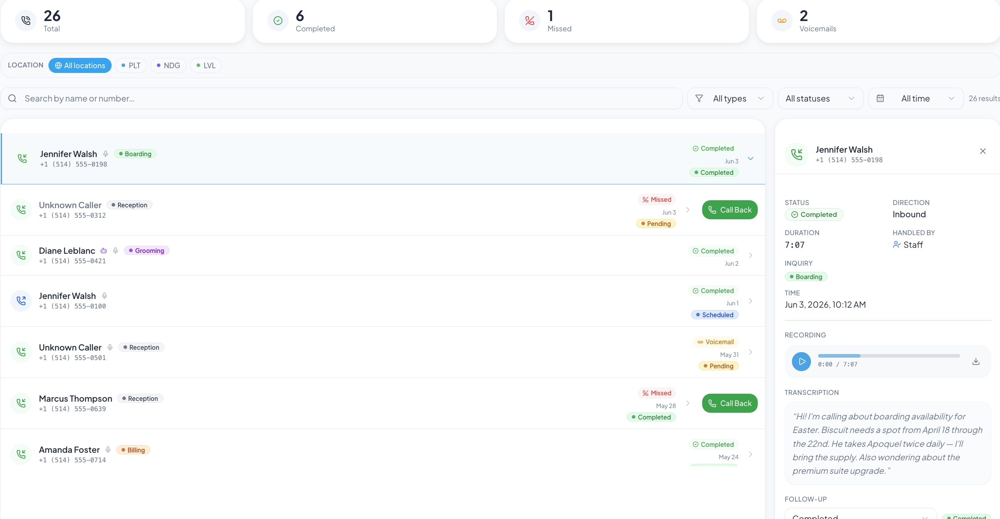 26
Total
6
Completed
1
Missed
2
Voicemails
LOCATION
All locations
PLT
NDG
LVL
Search by name or number...
All types
All statuses
All time
26 results
Jennifer Walsh
Boarding
+1 (514) 555-0198
Completed
Jun 3
Completed
Unknown Caller
Reception
+1 (514) 555-0312
Missed
Jun 3
Pending
Call Back
Diane Leblanc
Grooming
+1 (514) 555-0421
Completed
Jun 2
Jennifer Walsh
+1 (514) 555-0100
Completed
Jun 1
Scheduled
Unknown Caller
Reception
+1 (514) 555-0501
Voicemail
May 31
Pending
Marcus Thompson
Reception
+1 (514) 555-0639
Missed
May 28
Completed
Call Back
Amanda Foster
Billing
+1 (514) 555-0714
Completed
May 24
Jennifer Walsh
+1 (514) 555-0198
STATUS
Completed
DIRECTION
Inbound
DURATION
7:07
HANDLED BY
Staff
INQUIRY
Boarding
TIME
Jun 3, 2026, 10:12 AM
RECORDING
0:00 / 7:07
TRANSCRIPTION
“Hi! I'm calling about boarding availability for
Easter. Biscuit needs a spot from April 18 through
the 22nd. He takes Apoquel twice daily — I'll
bring the supply. Also wondering about the
premium suite upgrade.”
FOLLOW-UP
Completed
Completed